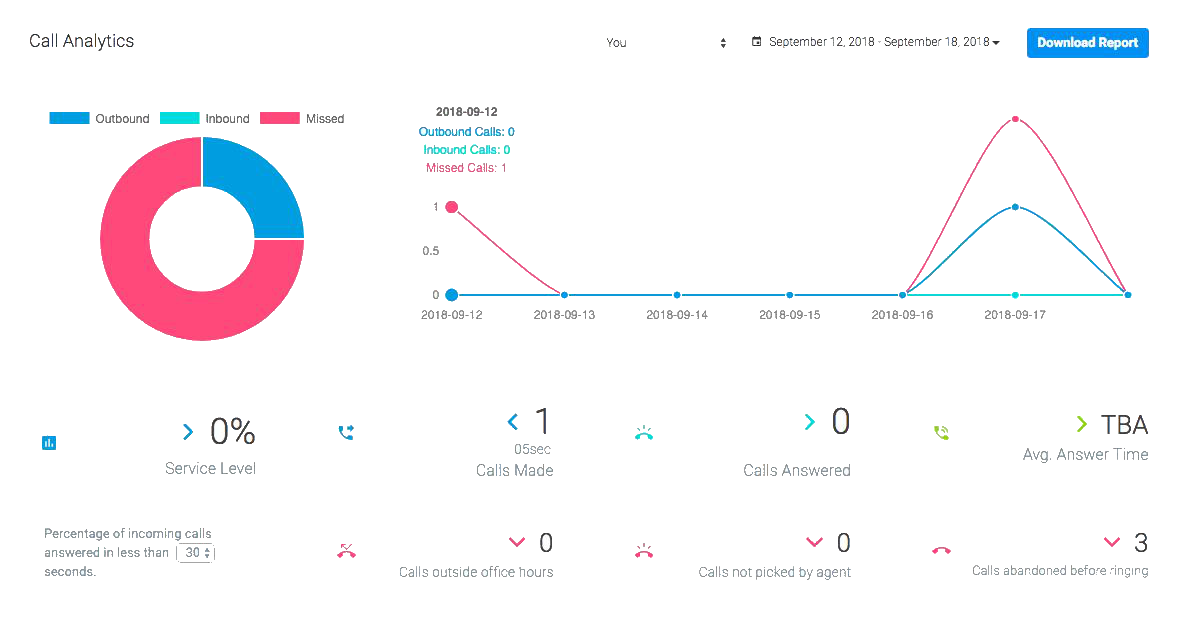 Call Analytics
You
September 12, 2018 - September 18, 2018
Download Report
Outbound Inbound Missed
2018-09-12
Outbound Calls: 0
Inbound Calls: 0
Missed Calls: 1
1
0.5
0
2018-09-12 2018-09-13 2018-09-14 2018-09-15 2018-09-16 2018-09-17
0%
Service Level
1
05sec
Calls Made
0
Calls Answered
TBA
Avg. Answer Time
Percentage of incoming calls
answered in less than 30
seconds.
0
Calls outside office hours
0
Calls not picked by agent
3
Calls abandoned before ringing